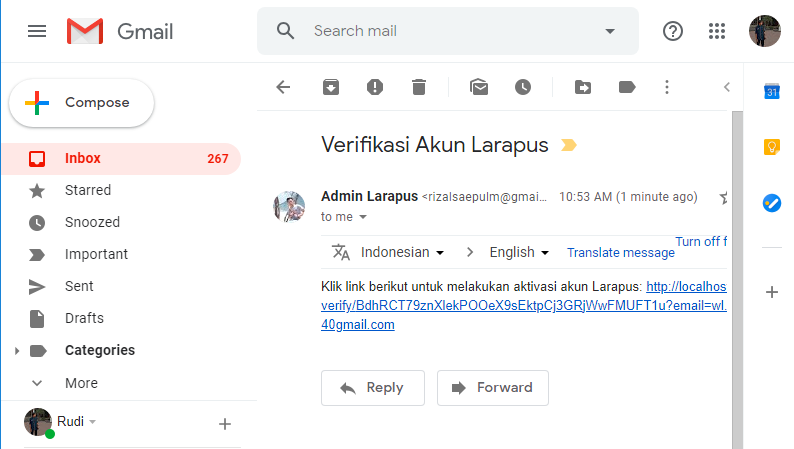 Gmail
Search mail
Compose
Inbox 267
Starred
Snoozed
Important
Sent
Drafts
Categories
More
Rudi
Verifikasi Akun Larapus
Admin Larapus <rizalsaepulm@gmai... 10:53 AM (1 minute ago)
to me
Indonesian > English Translate message Turn off f
Klik link berikut untuk melakukan aktivasi akun Larapus: http://localhos
verify/BdhRCT79znXlekPOOeX9sEktpCj3GRjWwFMUFT1u?email=wl.
40gmail.com
Reply Forward
31